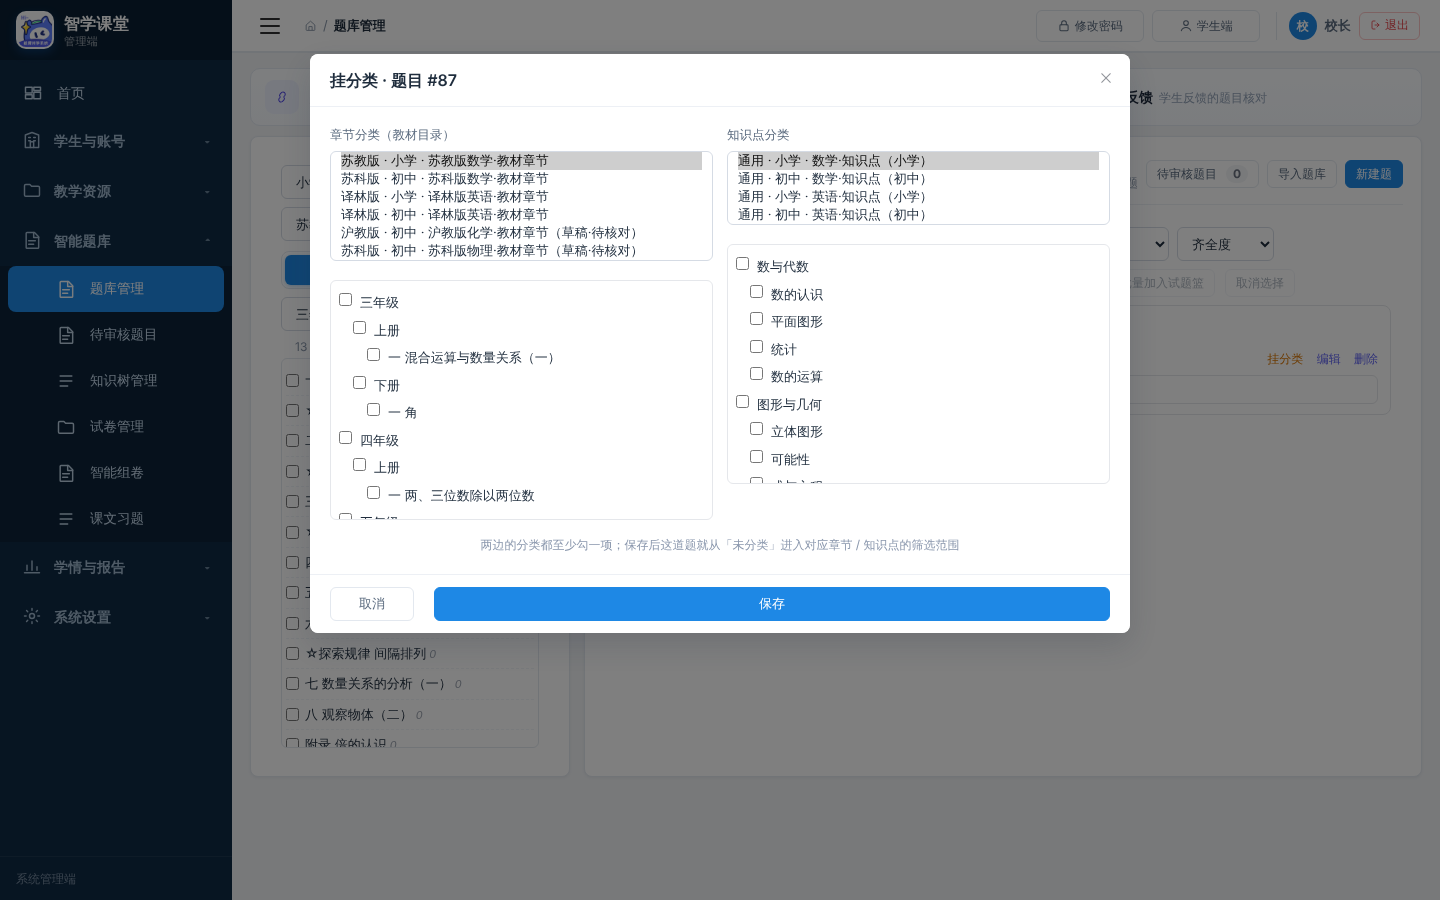 智学课堂
管理端
首页
学生与账号
教学资源
智能题库
题库管理
待审核题目
知识树管理
试卷管理
智能组卷
课文习题
学情与报告
系统设置
系统管理端
/ 题库管理
修改密码
学生端
校
校长
退出
反馈 学生反馈的题目核对
待审核题目 0
导入题库
新建题
齐全度
量加入试题篮
取消选择
挂分类
编辑
删除
13
挂分类 · 题目 #87
章节分类（教材目录）
苏教版 · 小学 · 苏教版数学·教材章节
苏科版 · 初中 · 苏科版数学·教材章节
译林版 · 小学 · 译林版英语·教材章节
译林版 · 初中 · 译林版英语·教材章节
沪教版 · 初中 · 沪教版化学·教材章节（草稿·待核对）
苏科版 · 初中 · 苏科版物理·教材章节（草稿·待核对）
三年级
上册
一 混合运算与数量关系（一）
下册
一 角
四年级
上册
一 两、三位数除以两位数
知识点分类
通用 · 小学 · 数学·知识点（小学）
通用 · 初中 · 数学·知识点（初中）
通用 · 小学 · 英语·知识点（小学）
通用 · 初中 · 英语·知识点（初中）
数与代数
数的认识
平面图形
统计
数的运算
图形与几何
立体图形
可能性
两边的分类都至少勾一项；保存后这道题就从「未分类」进入对应章节 / 知识点的筛选范围
取消
保存
☆探索规律 间隔排列 0
七 数量关系的分析（一） 0
八 观察物体（二） 0
附录 倍的认识 0